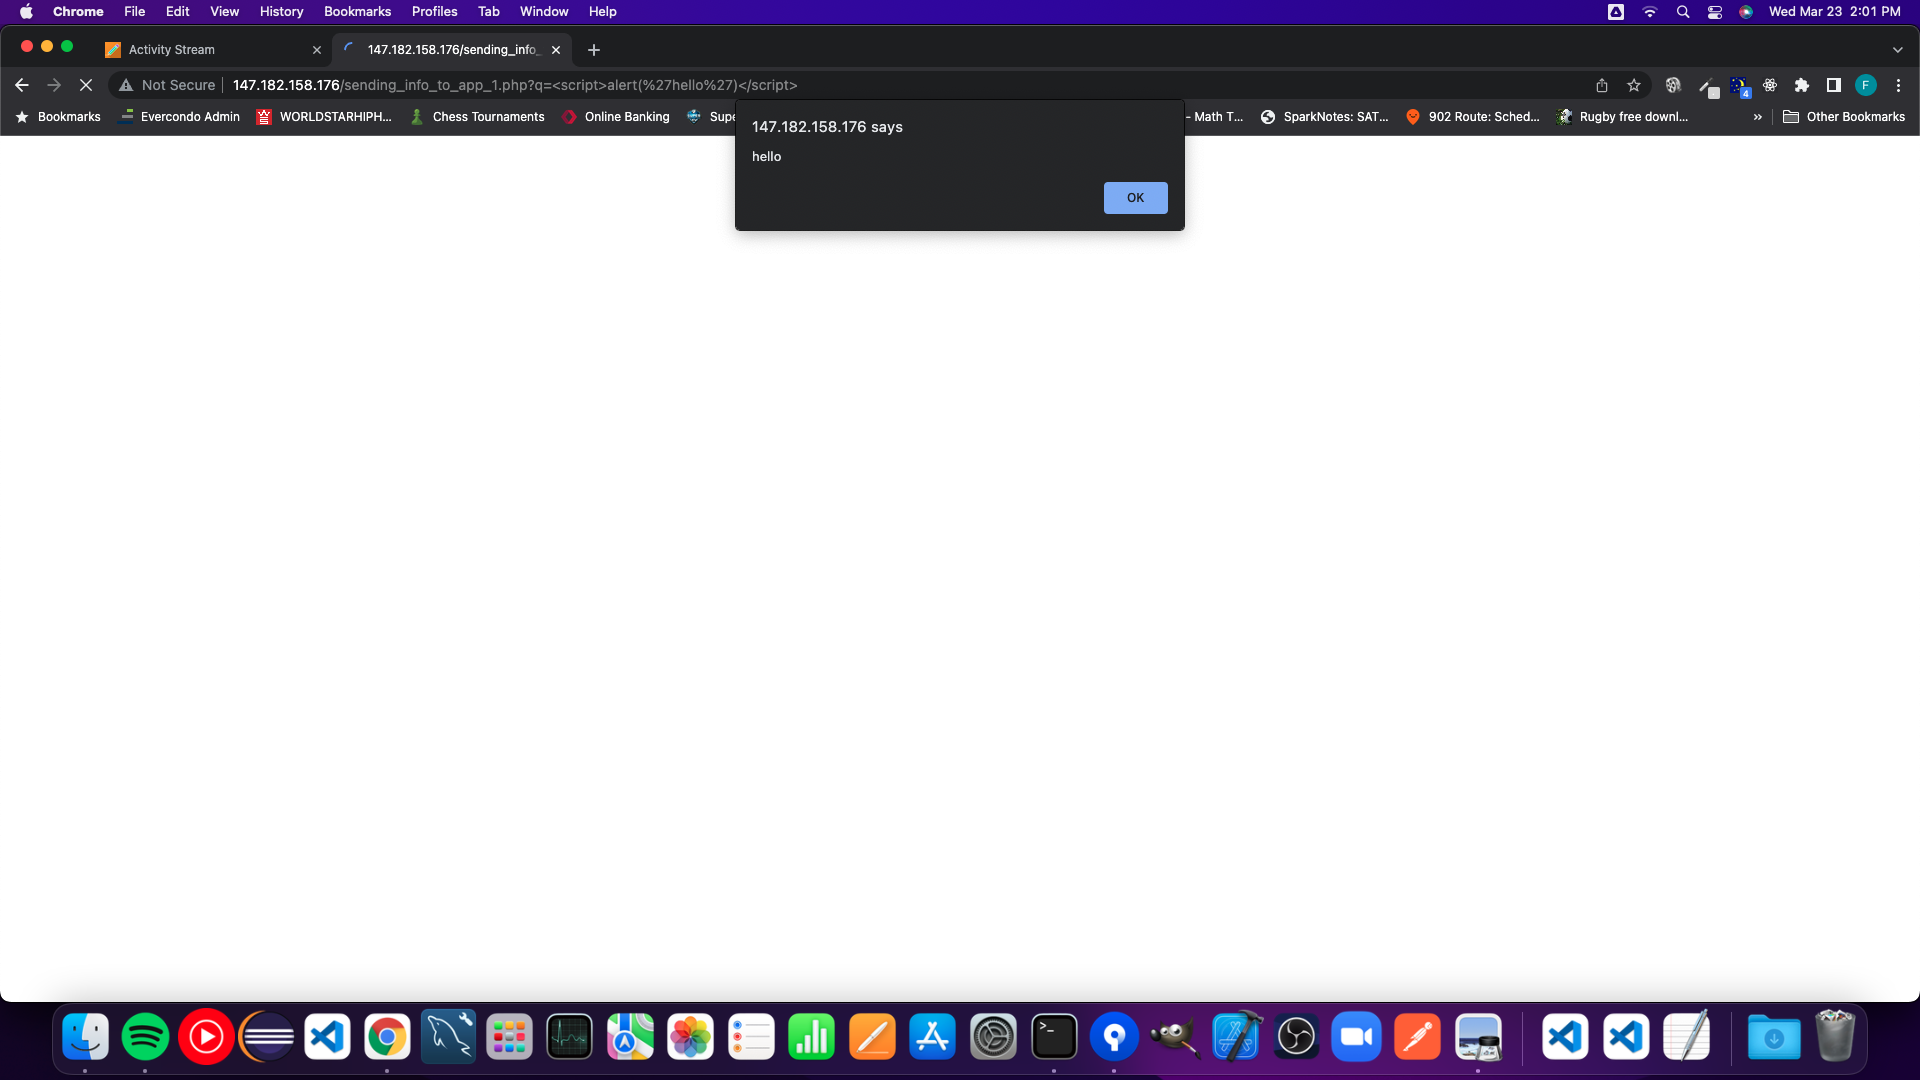 Chrome File Edit View History Bookmarks Profiles Tab Window Help Wed Mar 23 2:01 PM
Activity Stream 147.182.158.176/sending_info_
Not Secure 147.182.158.176/sending_info_to_app_1.php?q=<script>alert(%27hello%27)</script> F
Bookmarks Evercondo Admin WORLDSTARHIPH... Chess Tournaments Online Banking Supe - Math T... SparkNotes: SAT... 902 Route: Sched... Rugby free downl... » Other Bookmarks
147.182.158.176 says
hello
OK